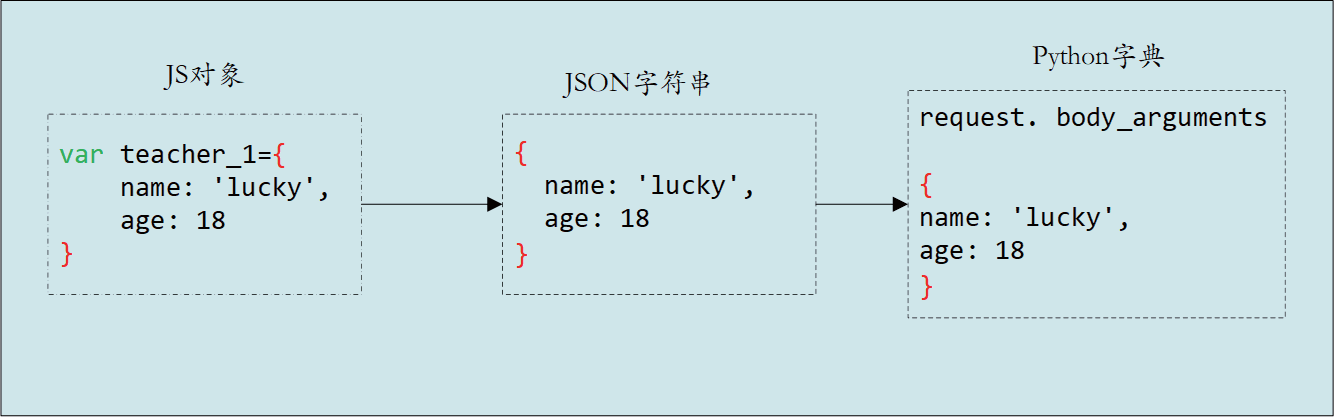 JS对象
var teacher_1={
name: 'lucky',
age: 18
}
JSON字符串
{
name: 'lucky',
age: 18
}
Python字典
request. body_arguments
{
name: 'lucky',
age: 18
}